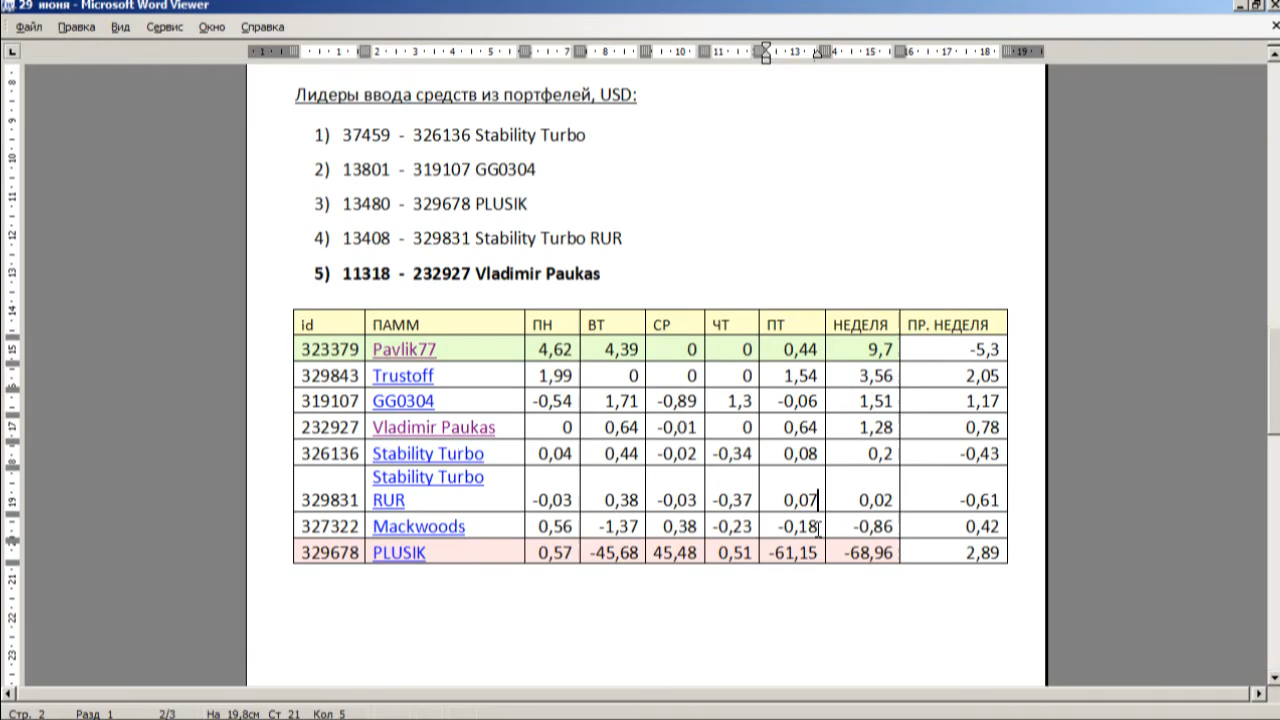 29 июня - Microsoft Word Viewer
Файл Правка Вид Сервис Окно Справка
Лидеры ввода средств из портфелей, USD:
1) 37459 - 326136 Stability Turbo
2) 13801 - 319107 GG0304
3) 13480 - 329678 PLUSIK
4) 13408 - 329831 Stability Turbo RUR
5) 11318 - 232927 Vladimir Paukas
id ПАММ ПН ВТ СР ЧТ ПТ НЕДЕЛЯ ПР. НЕДЕЛЯ
323379 Pavlik77 4,62 4,39 0 0 0,44 9,7 -5,3
329843 Trustoff 1,99 0 0 0 1,54 3,56 2,05
319107 GG0304 -0,54 1,71 -0,89 1,3 -0,06 1,51 1,17
232927 Vladimir Paukas 0 0,64 -0,01 0 0,64 1,28 0,78
326136 Stability Turbo 0,04 0,44 -0,02 -0,34 0,08 0,2 -0,43
Stability Turbo
329831 RUR -0,03 0,38 -0,03 -0,37 0,07 0,02 -0,61
327322 Mackwoods 0,56 -1,37 0,38 -0,23 -0,18 -0,86 0,42
329678 PLUSIK 0,57 -45,68 45,48 0,51 -61,15 -68,96 2,89
Стр. 2 Разд 1 2/3 На 19,8см Ст 21 Кол 5